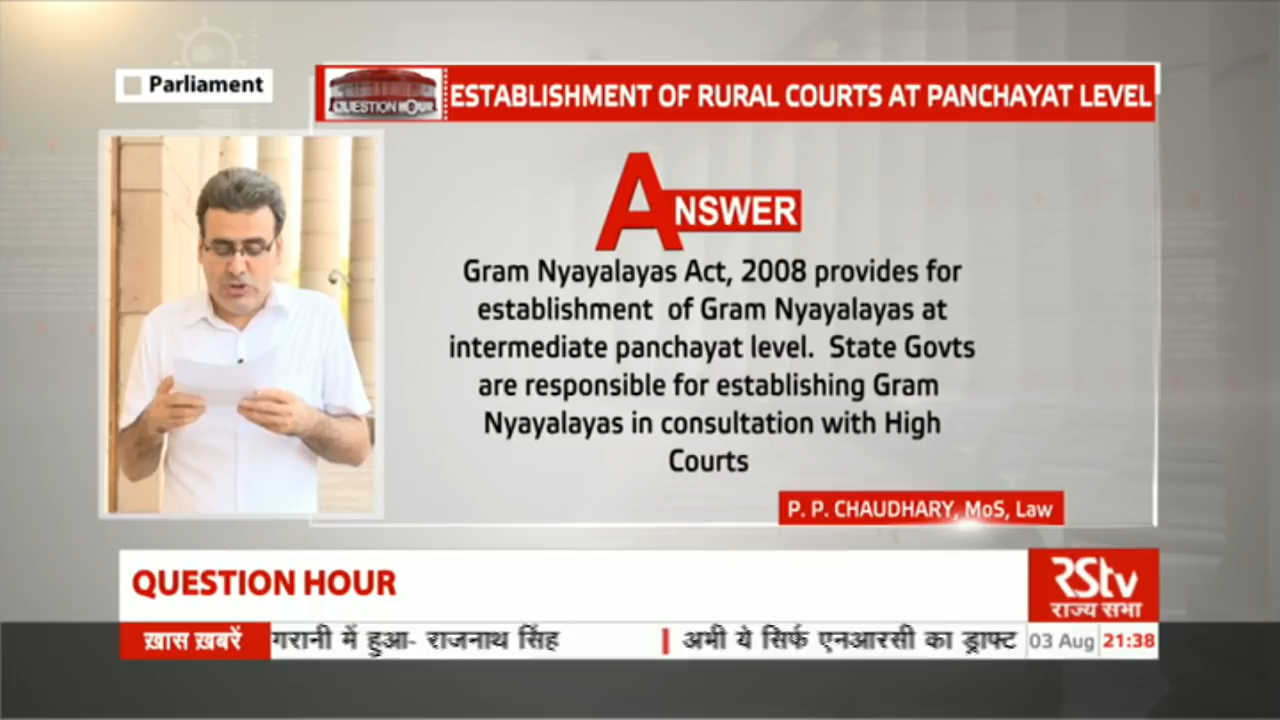 Parliament
QUESTION HOUR
ESTABLISHMENT OF RURAL COURTS AT PANCHAYAT LEVEL
ANSWER
Gram Nyayalayas Act, 2008 provides for
establishment of Gram Nyayalayas at
intermediate panchayat level. State Govts
are responsible for establishing Gram
Nyayalayas in consultation with High
Courts
P. P. CHAUDHARY, MoS, Law
QUESTION HOUR
RStv
राज्य सभा
ख़ास ख़बरें
गरानी में हुआ- राजनाथ सिंह
| अभी ये सिर्फ एनआरसी का ड्राफ्ट
03 Aug 21:38